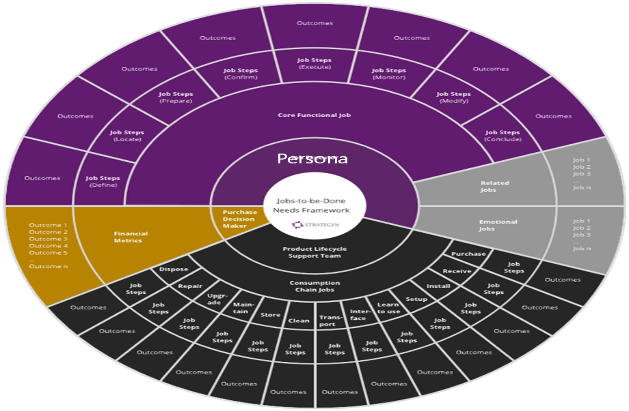 Outcomes
Outcomes
Outcomes
Outcomes
Outcomes
Outcomes
Outcomes
Outcomes
Job Steps
(Define)
Job Steps
(Locate)
Job Steps
(Prepare)
Job Steps
(Confirm)
Job Steps
(Execute)
Job Steps
(Monitor)
Job Steps
(Modify)
Job Steps
(Conclude)
Outcomes
Core Functional Job
Persona
Jobs-to-be-Done
Needs Framework
STRATEGYN
Related
Jobs
Job 1
Job 2
Job 3
Job n
Emotional
Jobs
Job 1
Job 2
Job 3
Job n
Purchase
Decision
Maker
Financial
Metrics
Outcome 1
Outcome 2
Outcome 3
Outcome 4
Outcome 5
...
Outcome n
Product Lifecycle
Support Team
Consumption
Chain Jobs
Dispose
Repair
Upgr-
ade
Main-
tain
Store
Clean
Trans-
port
Inter-
face
Learn
to use
Setup
Install
Receive
Purchase
Job
Steps
Job
Steps
Job
Steps
Job
Steps
Job
Steps
Job
Steps
Job
Steps
Job
Steps
Job
Steps
Job
Steps
Job
Steps
Job
Steps
Outcomes
Outcomes
Outcomes
Outcomes
Outcomes
Outcomes
Outcomes
Outcomes
Outcomes
Outcomes
Outcomes
Outcomes